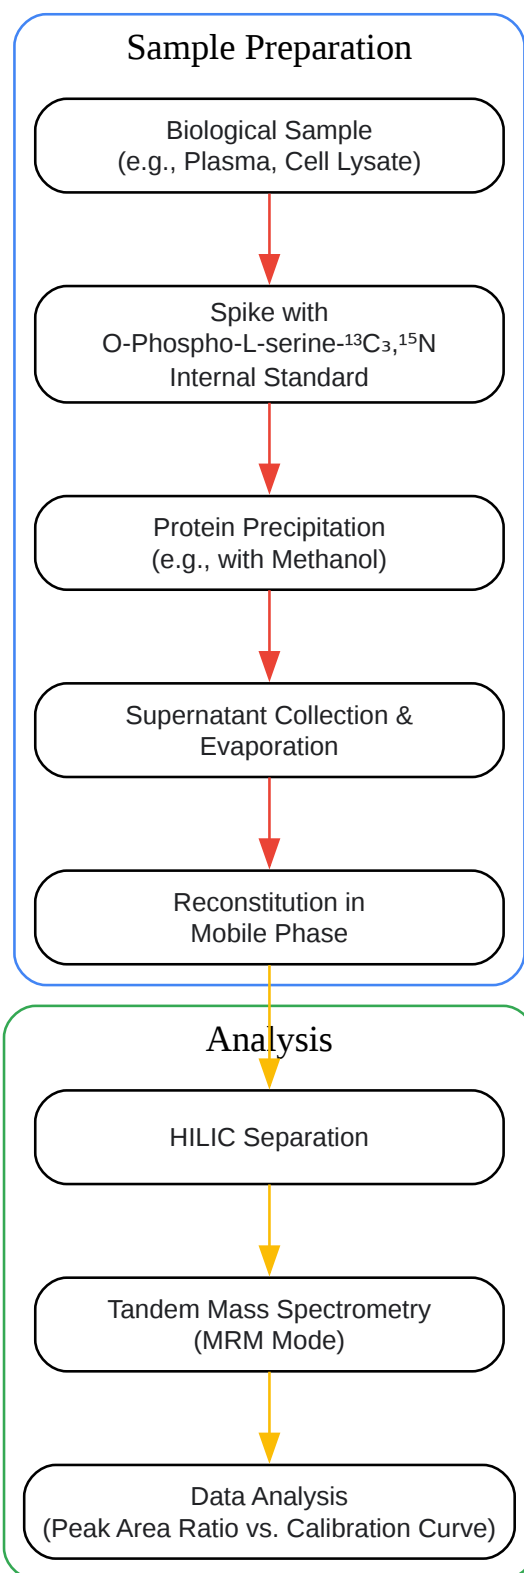 Sample Preparation
Biological Sample
(e.g., Plasma, Cell Lysate)
Spike with
O-Phospho-L-serine-¹³C₃,¹⁵N
Internal Standard
Protein Precipitation
(e.g., with Methanol)
Supernatant Collection &
Evaporation
Reconstitution in
Mobile Phase
Analysis
HILIC Separation
Tandem Mass Spectrometry
(MRM Mode)
Data Analysis
(Peak Area Ratio vs. Calibration Curve)